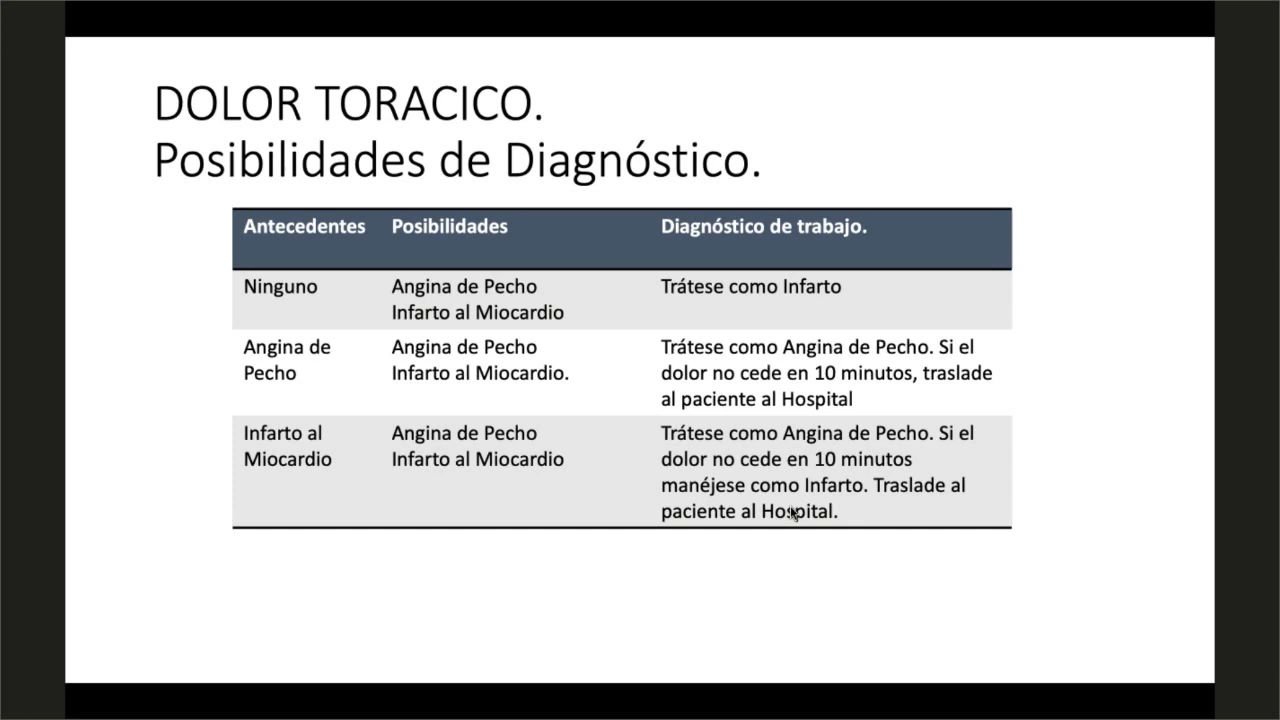 DOLOR TORACICO.
Posibilidades de Diagnóstico.
Antecedentes Posibilidades Diagnóstico de trabajo.
Ninguno
Angina de Pecho
Infarto al Miocardio
Trátese como Infarto
Angina de
Pecho
Angina de Pecho
Infarto al Miocardio.
Trátese como Angina de Pecho. Si el
dolor no cede en 10 minutos, traslade
al paciente al Hospital
Infarto al
Miocardio
Angina de Pecho
Infarto al Miocardio
Trátese como Angina de Pecho. Si el
dolor no cede en 10 minutos
manéjese como Infarto. Traslade al
paciente al Hospital.